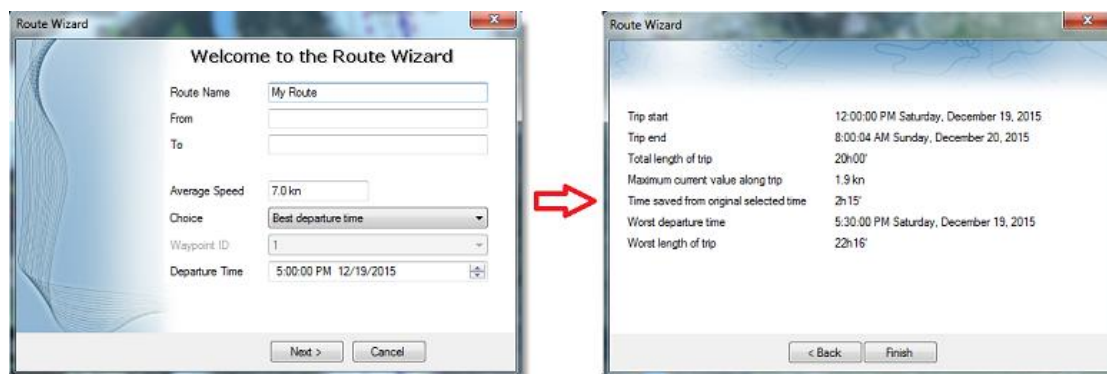 Route Wizard
Welcome to the Route Wizard
Route Name My Route
From
To
Average Speed 7.0 kn
Choice Best departure time
Waypoint ID 1
Departure Time 5:00:00 PM 12/19/2015
Next > Cancel
Route Wizard
Trip start 12:00:00 PM Saturday, December 19, 2015
Trip end 8:00:04 AM Sunday, December 20, 2015
Total length of trip 20h00'
Maximum current value along trip 1.9 kn
Time saved from original selected time 2h15'
Worst departure time 5:30:00 PM Saturday, December 19, 2015
Worst length of trip 22h16'
< Back Finish